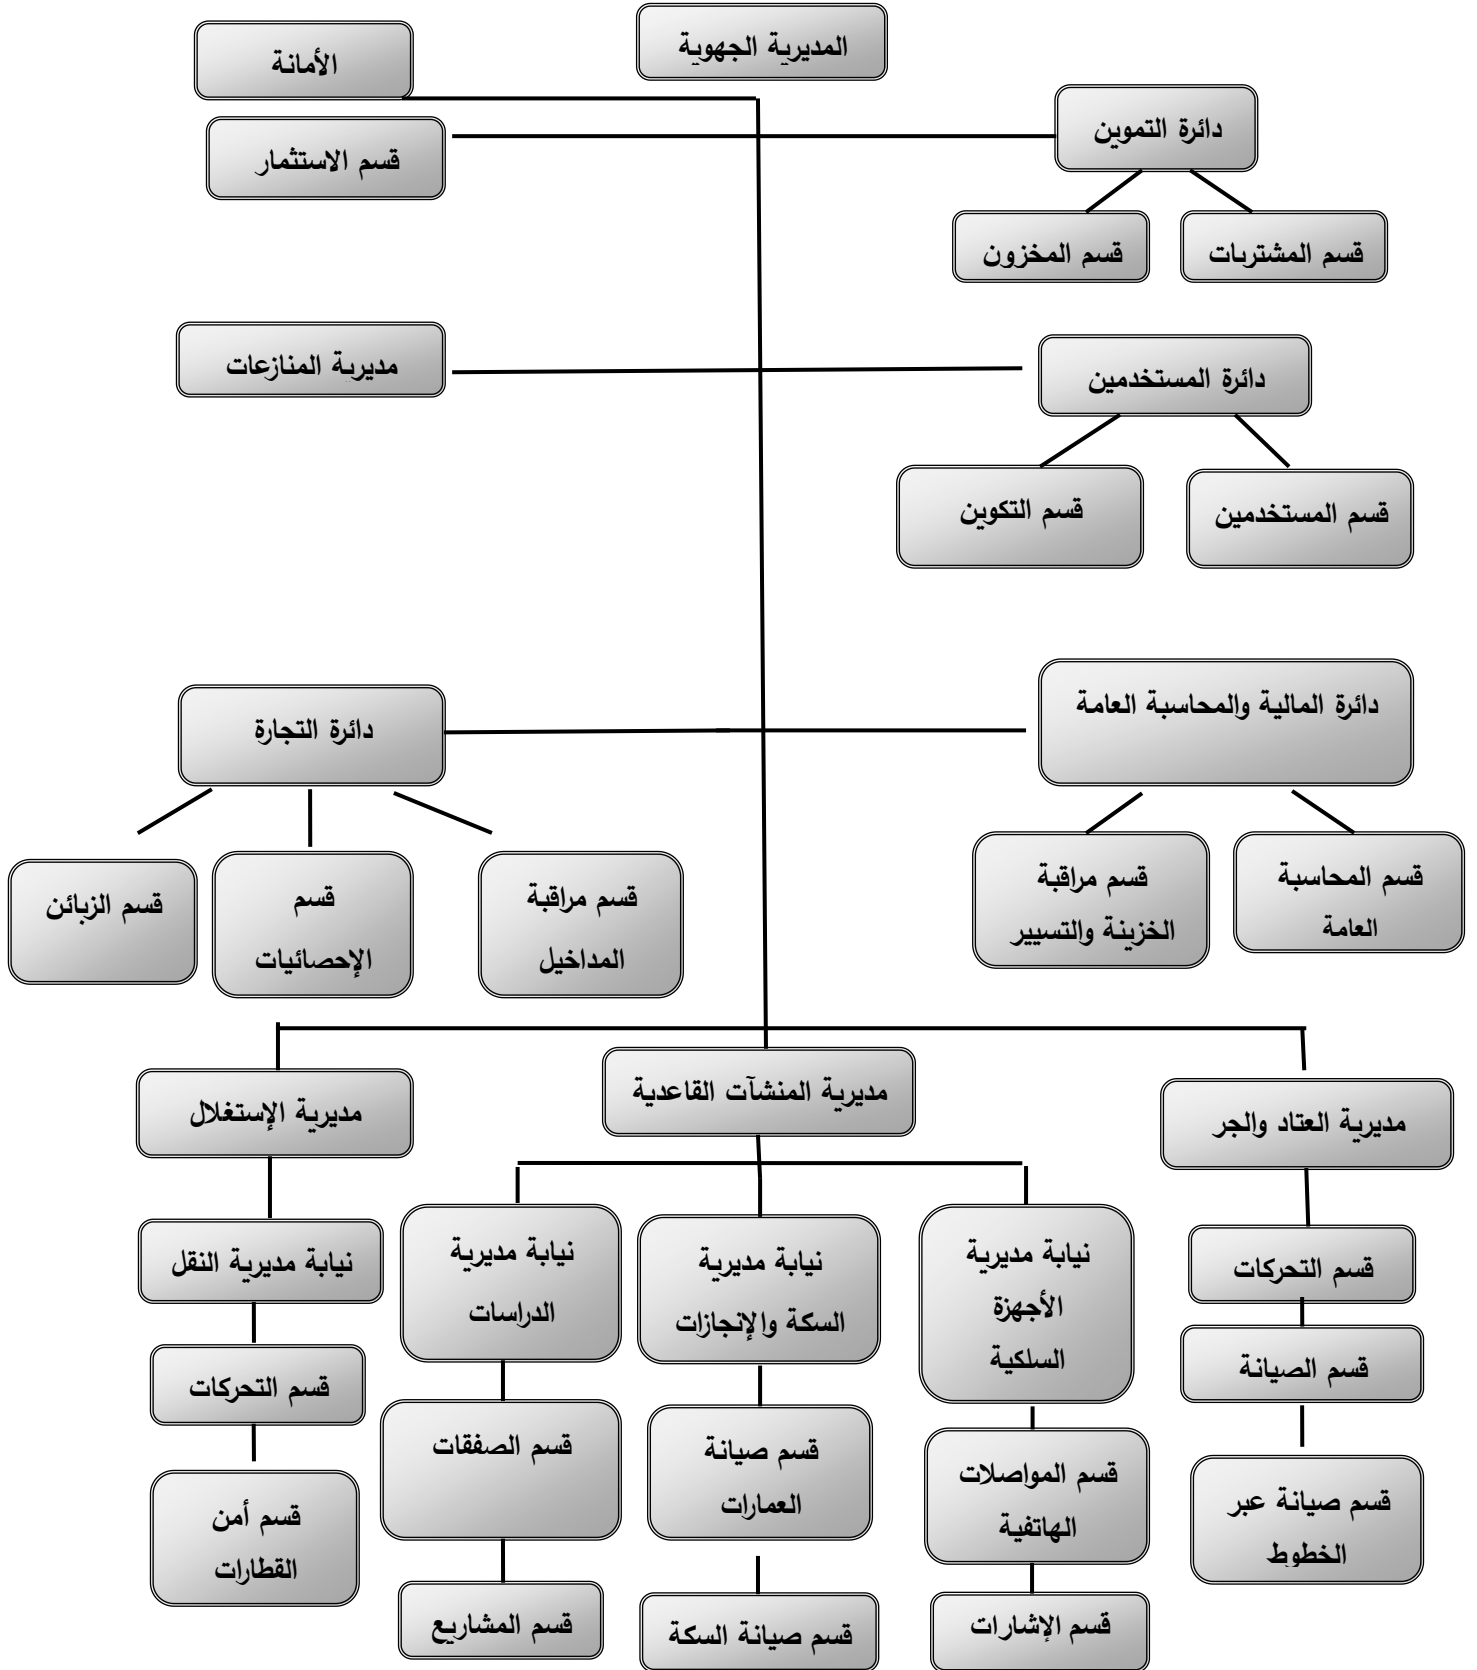 المديرية الجهوية
الأمانة
دائرة التموين
قسم الاستثمار
قسم المشتريات
قسم المخزون
دائرة المستخدمين
مديرية المنازعات
قسم المستخدمين
قسم التكوين
دائرة المالية والمحاسبة العامة
دائرة التجارة
قسم المحاسبة
العامة
قسم مراقبة
الخزينة والتسيير
قسم مراقبة
المداخيل
قسم
الإحصائيات
قسم الزبائن
مديرية العتاد والجر
مديرية المنشآت القاعدية
مديرية الإستغلال
قسم التحركات
قسم الصيانة
قسم صيانة عبر
الخطوط
نيابة مديرية
الأجهزة
السلكية
قسم المواصلات
الهاتفية
قسم الإشارات
نيابة مديرية
السكة والإنجازات
قسم صيانة
العمارات
قسم صيانة السكة
نيابة مديرية
الدراسات
قسم الصفقات
قسم المشاريع
نيابة مديرية النقل
قسم التحركات
قسم أمن
القطارات